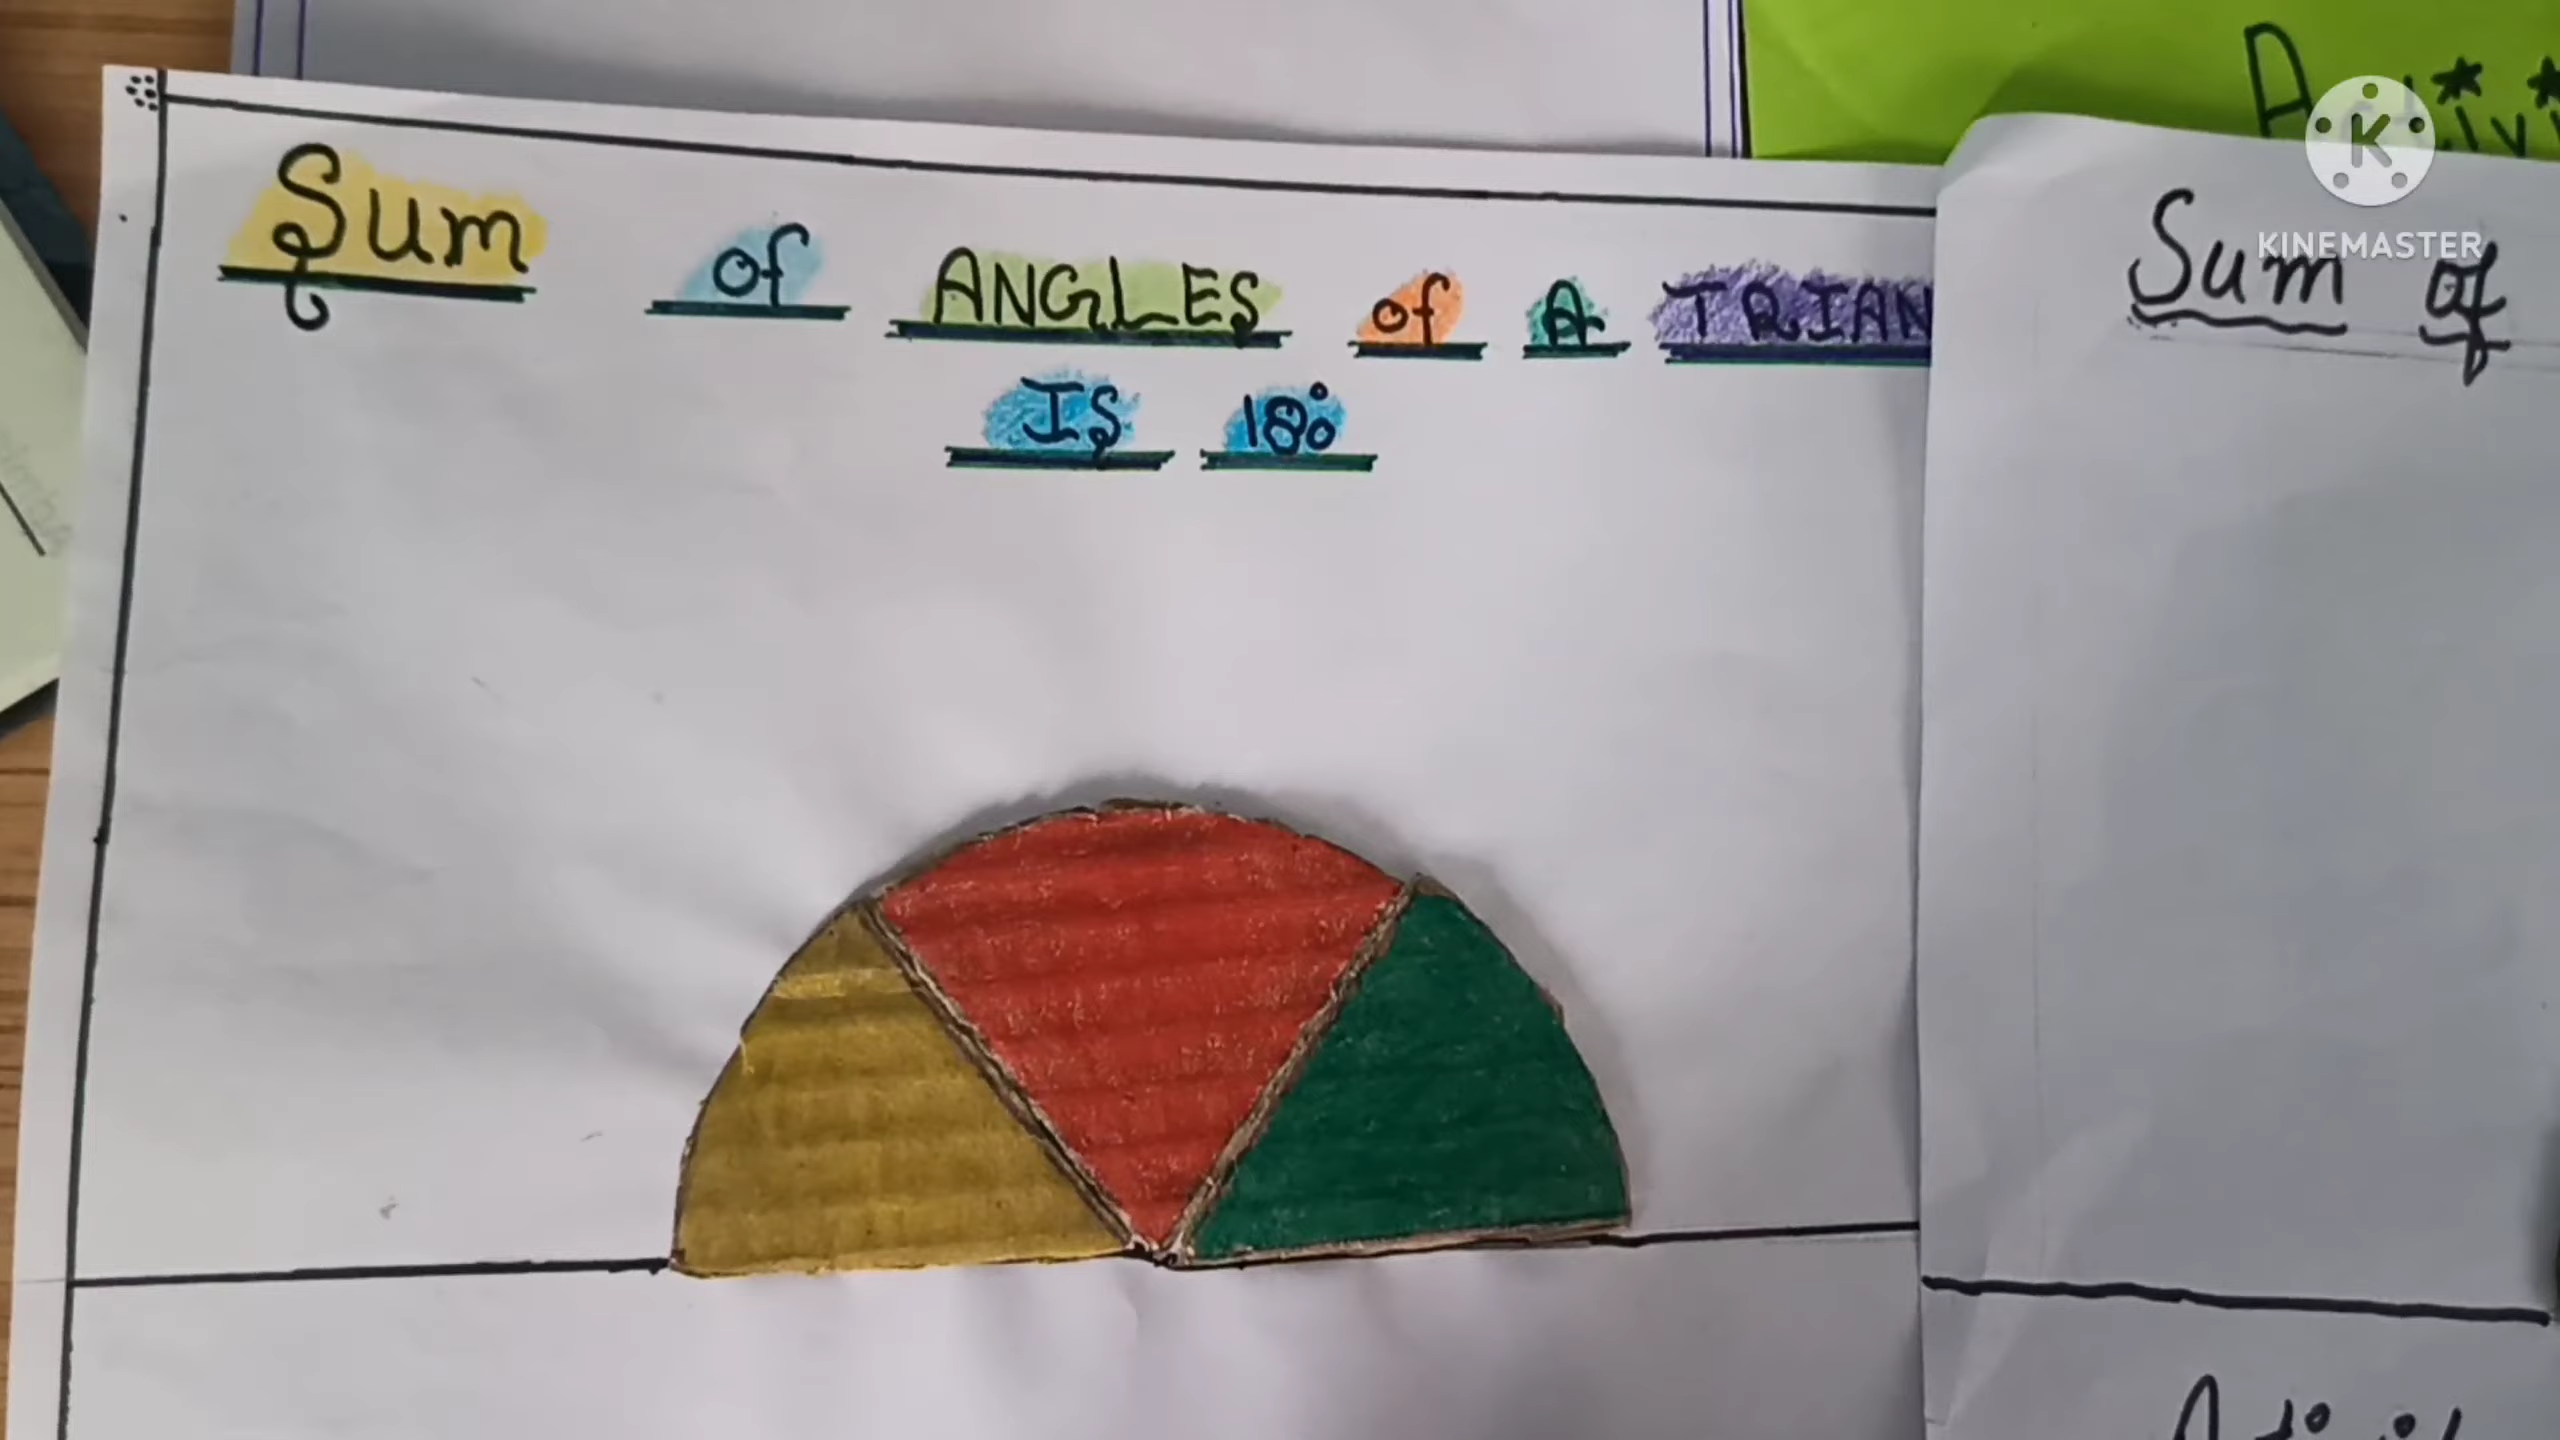 Sum of ANGLES of A TRIAN
IS 180°
Sum of
KINEMASTER